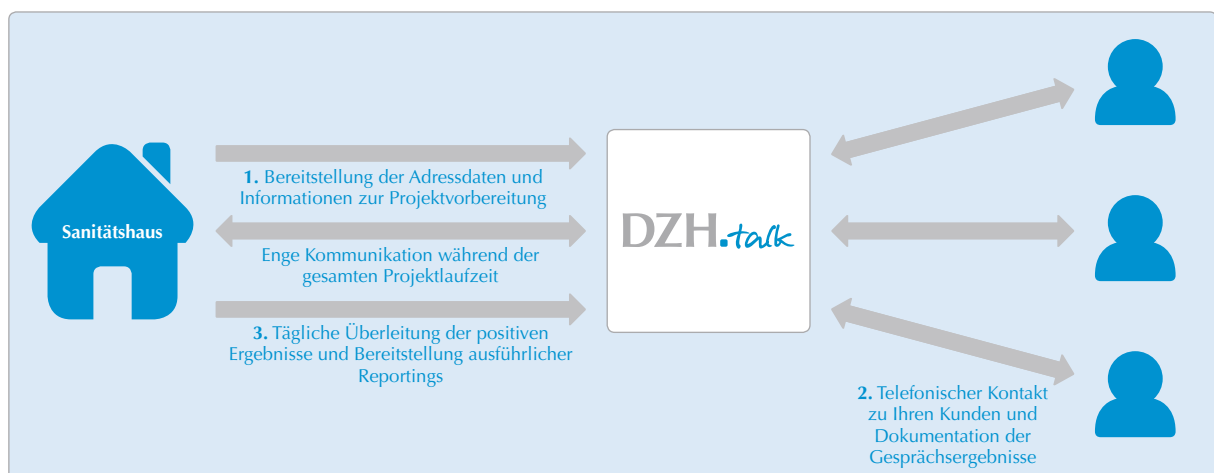 Sanitätshaus
1. Bereitstellung der Adressdaten und
Informationen zur Projektvorbereitung
Enge Kommunikation während der
gesamten Projektlaufzeit
3. Tägliche Überleitung der positiven
Ergebnisse und Bereitstellung ausführlicher
Reportings
DZH.talk
2. Telefonischer Kontakt
zu Ihren Kunden und
Dokumentation der
Gesprächsergebnisse